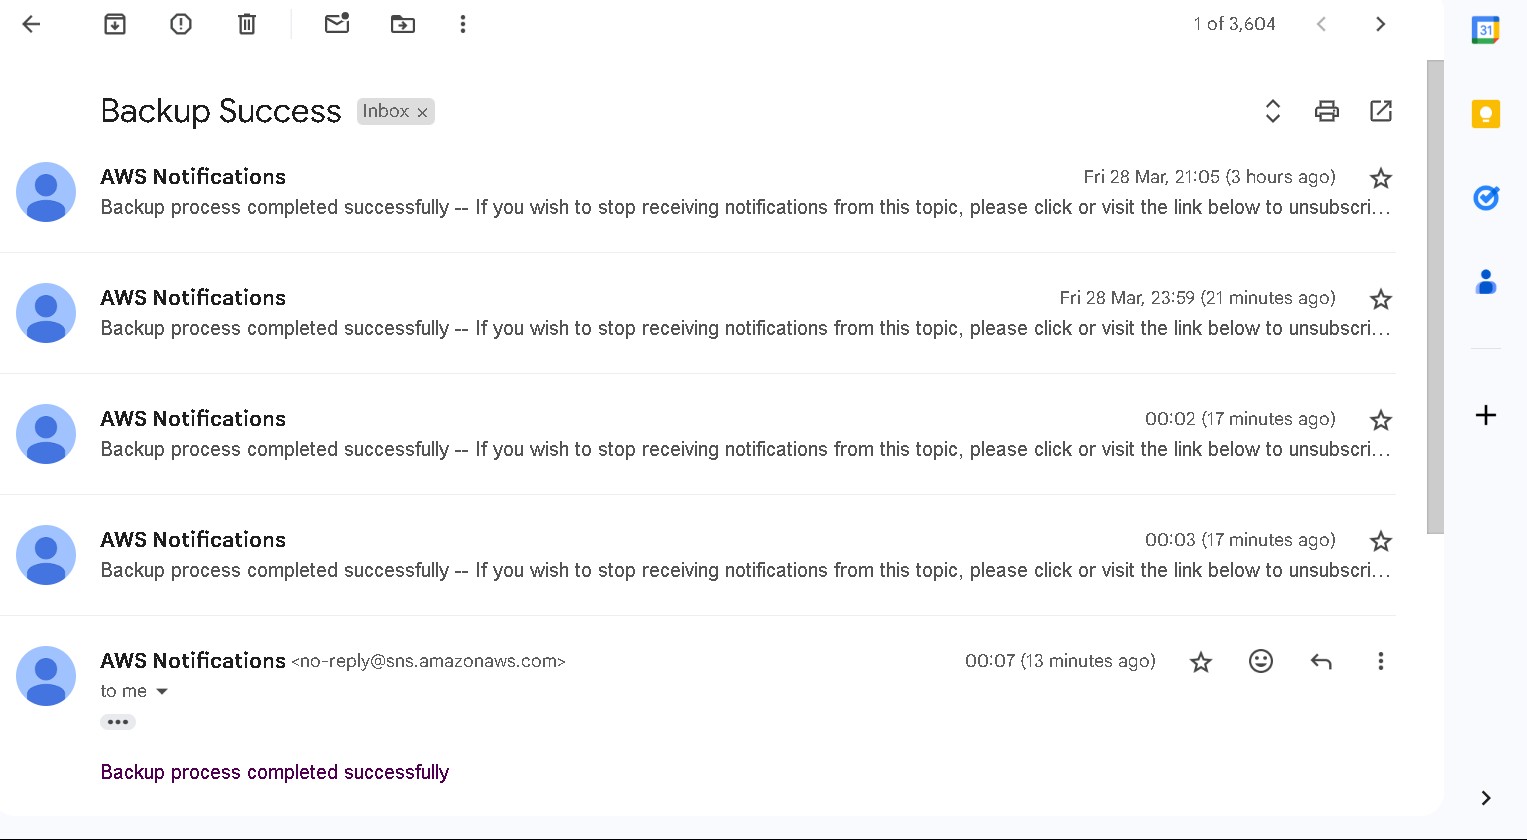 1 of 3,604
31
Backup Success Inbox ×
AWS Notifications Fri 28 Mar, 21:05 (3 hours ago)
Backup process completed successfully -- If you wish to stop receiving notifications from this topic, please click or visit the link below to unsubscri...
AWS Notifications Fri 28 Mar, 23:59 (21 minutes ago)
Backup process completed successfully -- If you wish to stop receiving notifications from this topic, please click or visit the link below to unsubscri...
AWS Notifications 00:02 (17 minutes ago)
Backup process completed successfully -- If you wish to stop receiving notifications from this topic, please click or visit the link below to unsubscri...
AWS Notifications 00:03 (17 minutes ago)
Backup process completed successfully -- If you wish to stop receiving notifications from this topic, please click or visit the link below to unsubscri...
AWS Notifications <no-reply@sns.amazonaws.com> 00:07 (13 minutes ago)
to me
Backup process completed successfully